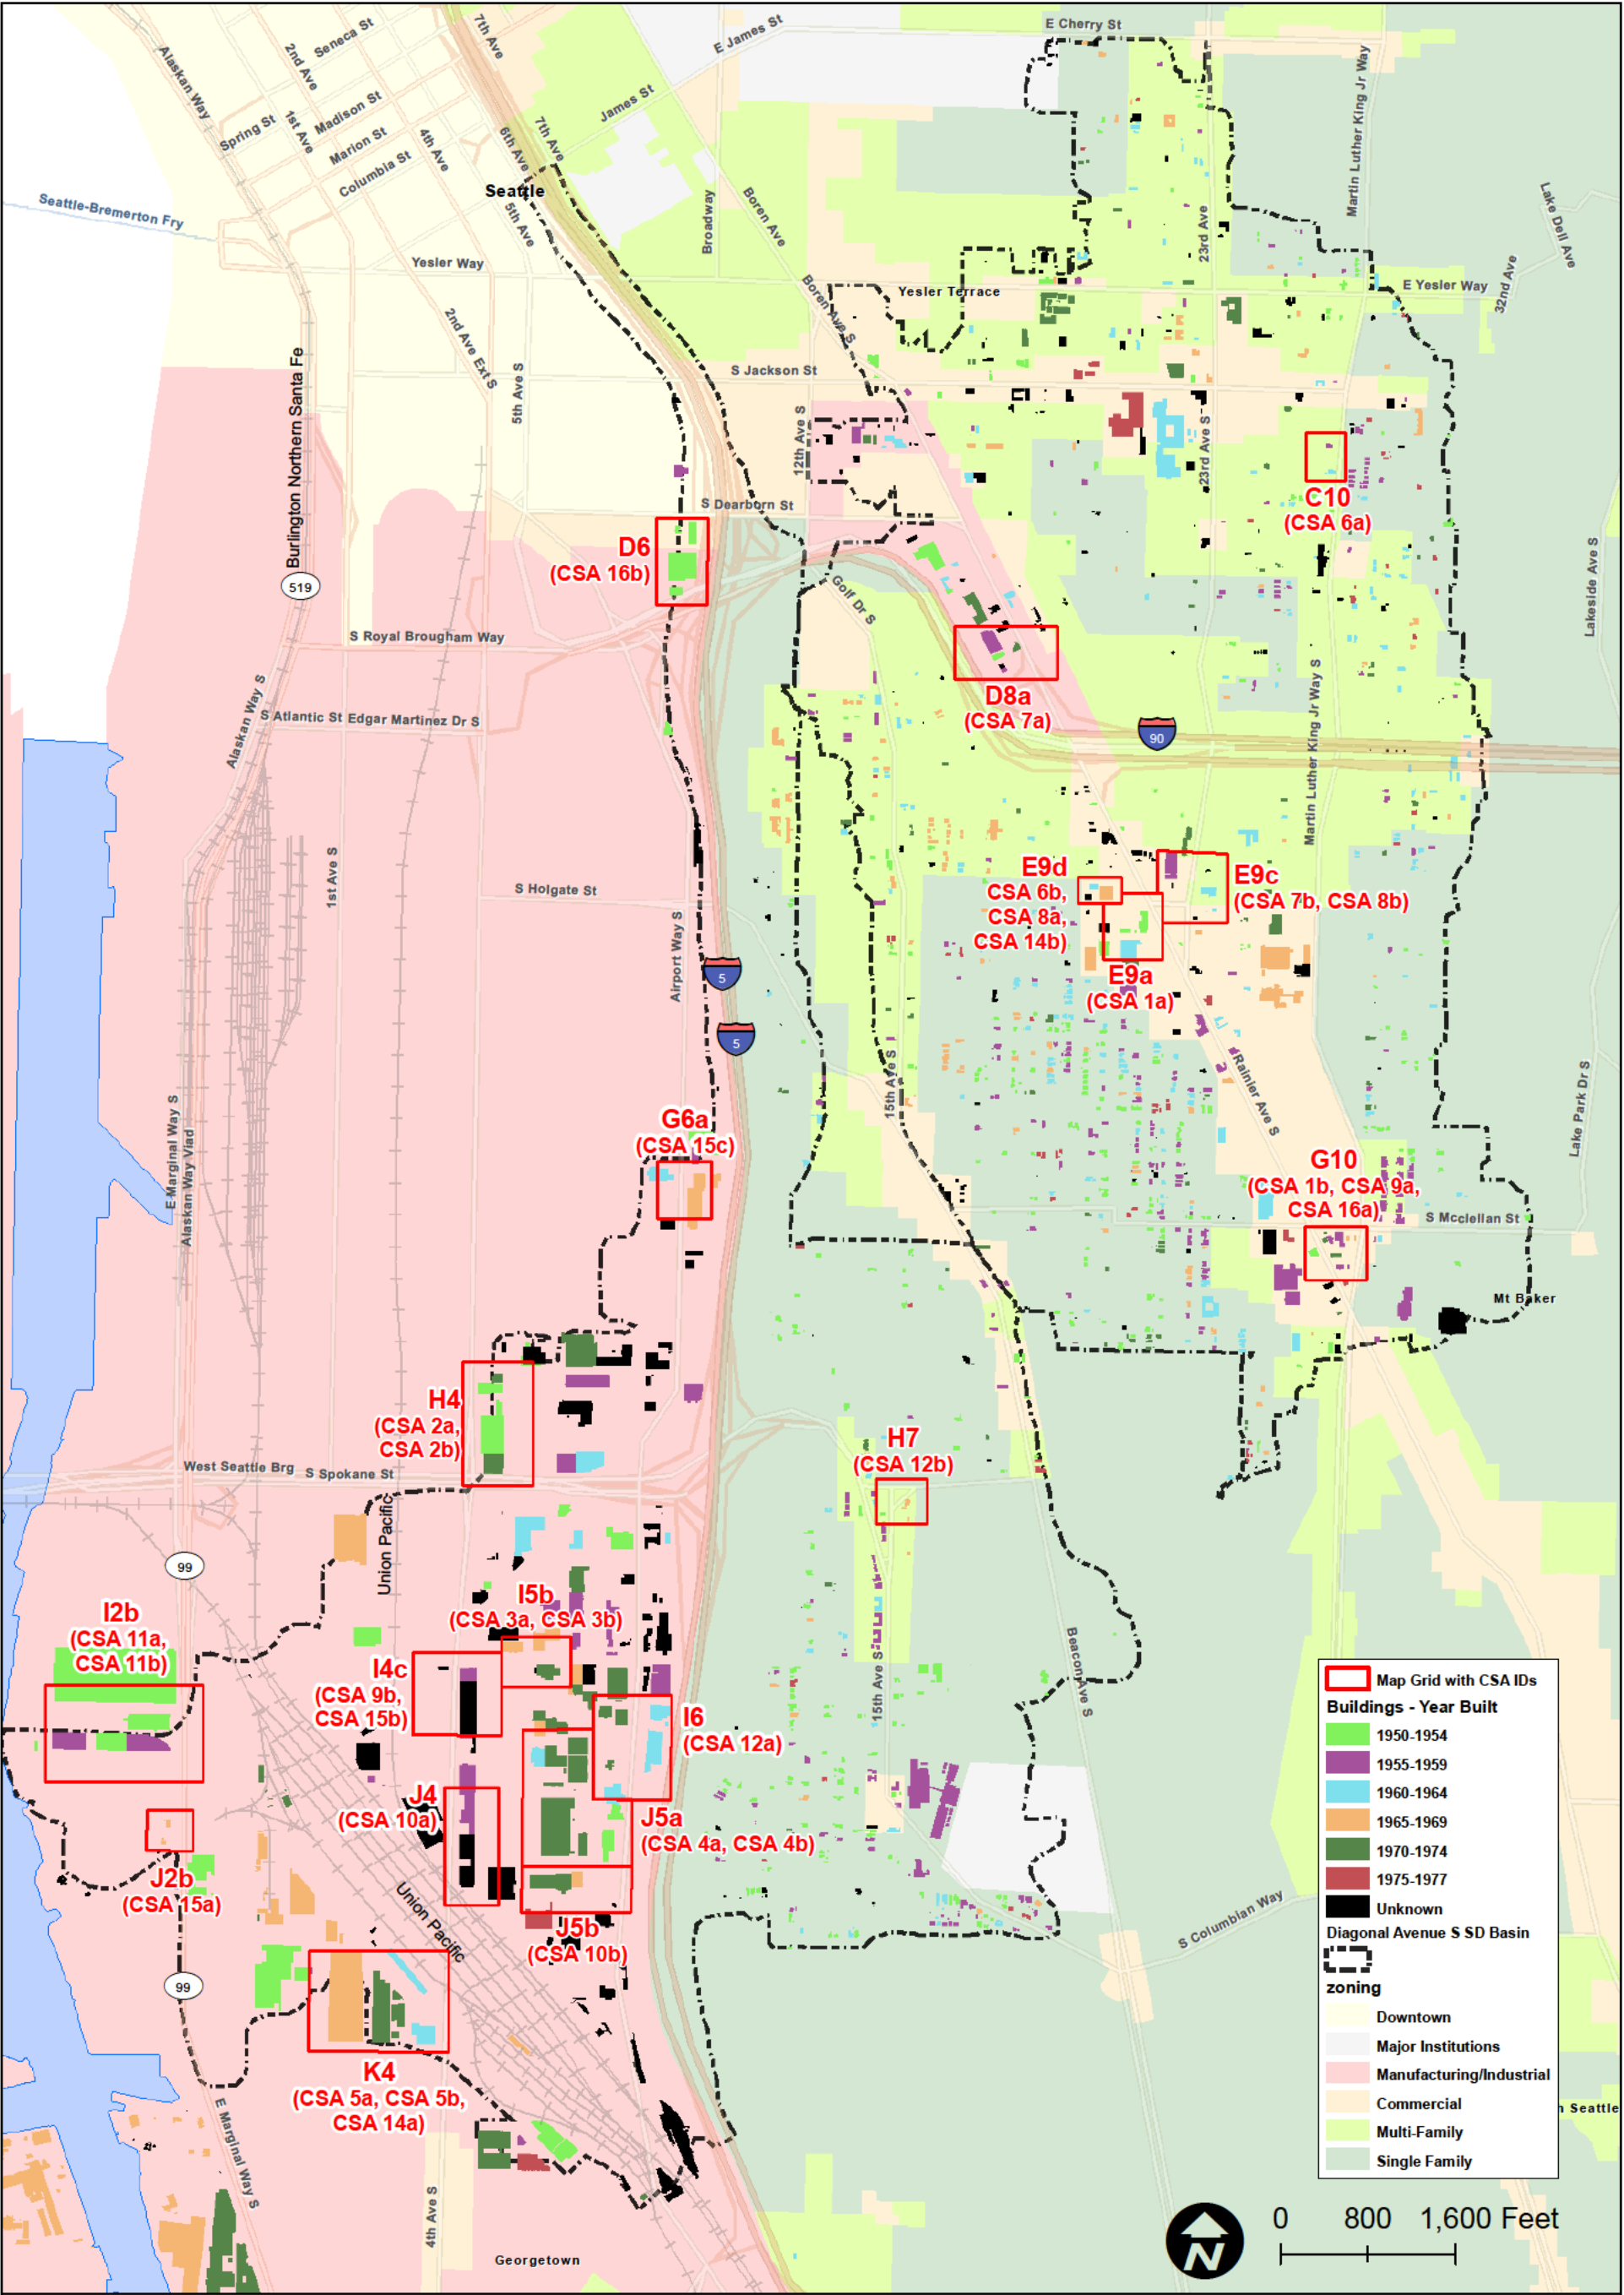 E Cherry St
7th Ave
Seneca St
E James St
2nd Ave
Alaskan Way
Martin Luther King Jr Way
Madison St
James St
Spring St
1st Ave
Marion St
4th Ave
6th Ave
7th Ave
Columbia St
Seattle
Seattle-Bremerton Fry
5th Ave
Broadway
Boren Ave
23rd Ave
Lake Dell Ave
Yesler Way
Yesler Terrace
E Yesler Way
32nd Ave
Boren Ave S
2nd Ave Ext S
Burlington Northern Santa Fe
5th Ave S
S Jackson St
12th Ave S
23rd Ave S
C10
(CSA 6a)
S Dearborn St
D6
(CSA 16b)
519
Golf Dr S
Lakeside Ave S
S Royal Brougham Way
D8a
(CSA 7a)
Alaskan Way S
S Atlantic St
Edgar Martinez Dr S
90
Martin Luther King Jr Way S
1st Ave S
S Holgate St
E9d
CSA 6b,
CSA 8a,
CSA 14b)
E9c
(CSA 7b, CSA 8b)
E9a
(CSA 1a)
Airport Way S
5
5
15th Ave S
Rainier Ave S
E Marginal Way S
Alaskan Way Viad
Lake Park Dr S
G6a
(CSA 15c)
G10
(CSA 1b, CSA 9a,
CSA 16a)
S Mcclellan St
Mt Baker
H4
(CSA 2a,
CSA 2b)
H7
(CSA 12b)
West Seattle Brg
S Spokane St
Union Pacific
99
I2b
(CSA 11a,
CSA 11b)
I5b
(CSA 3a, CSA 3b)
I4c
(CSA 9b,
CSA 15b)
I6
(CSA 12a)
15th Ave S
Beacon Ave S
J4
(CSA 10a)
J5a
(CSA 4a, CSA 4b)
J2b
(CSA 15a)
Union Pacific
J5b
(CSA 10b)
S Columbian Way
99
K4
(CSA 5a, CSA 5b,
CSA 14a)
E Marginal Way S
4th Ave S
Georgetown
Map Grid with CSA IDs
Buildings - Year Built
1950-1954
1955-1959
1960-1964
1965-1969
1970-1974
1975-1977
Unknown
Diagonal Avenue S SD Basin
zoning
Downtown
Major Institutions
Manufacturing/Industrial
Commercial
Multi-Family
Single Family
h Seattle
N
0 800 1,600 Feet